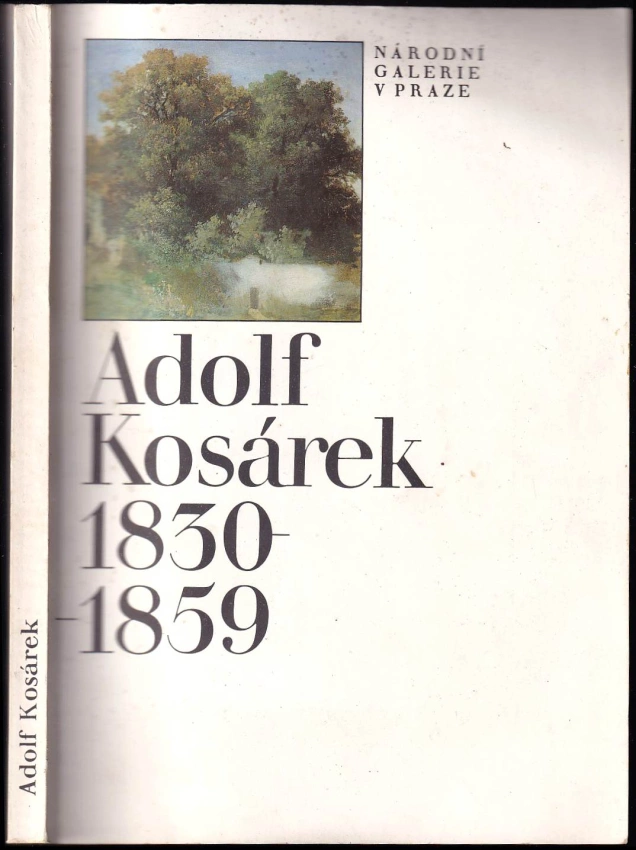 NÁRODNÍ
GALERIE
V PRAZE
Adolf
Kosárek
1830-
-1859
Adolf Kosárek